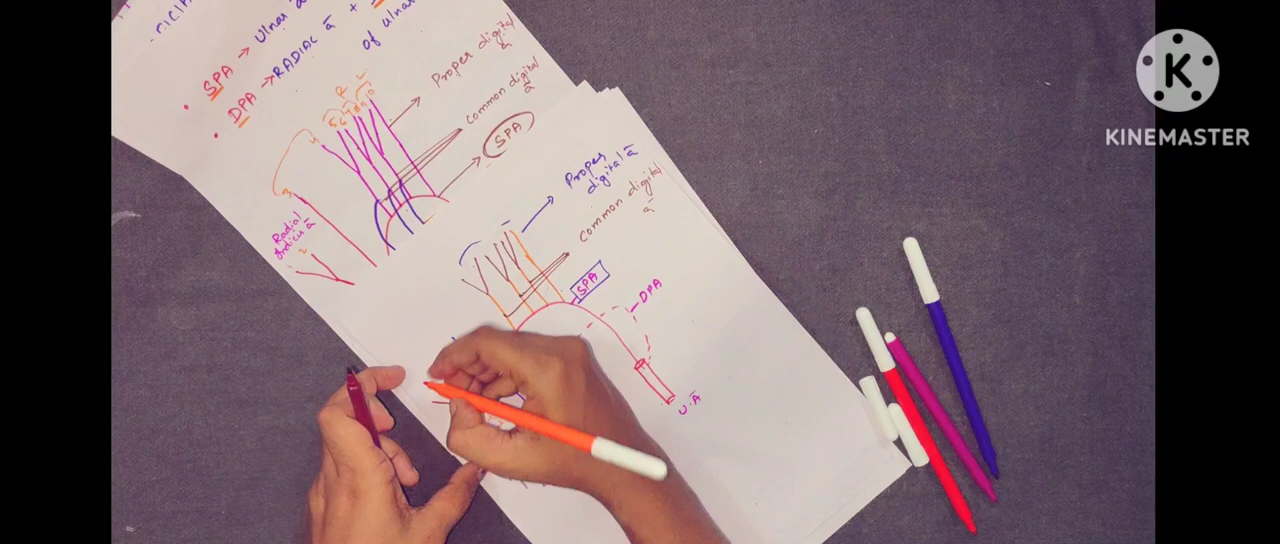 SPA → Ulnar ā
DPA → RADIAL ā +
of ulnar
Proper digital
ā
common digital
ā
SPA
Radial
indicis ā
Proper
digital ā
common digital
ā
SPA
DPA
U.Ā
K
KINEMASTER